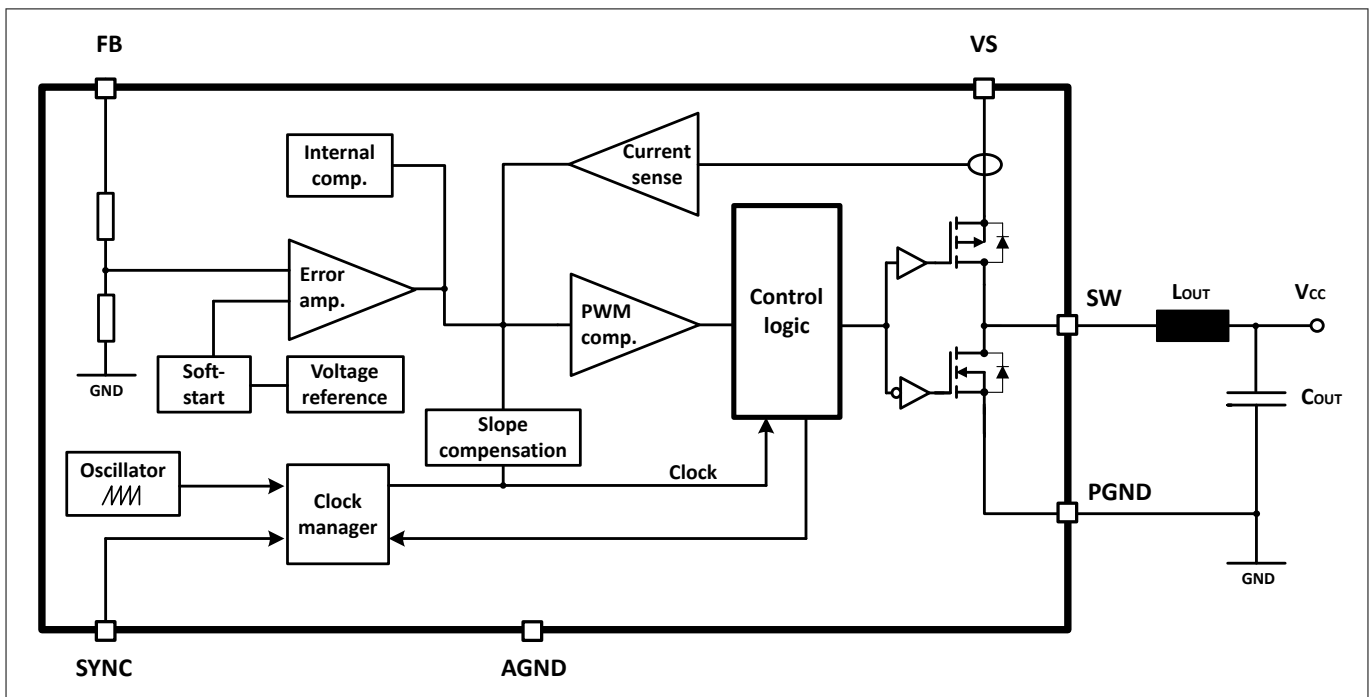 FB
VS
Internal
comp.
Current
sense
Error
amp.
PWM
comp.
Control
logic
SW
LOUT
VCC
COUT
GND
Soft-
start
Voltage
reference
Slope
compensation
Oscillator
Clock
manager
Clock
PGND
GND
SYNC
AGND